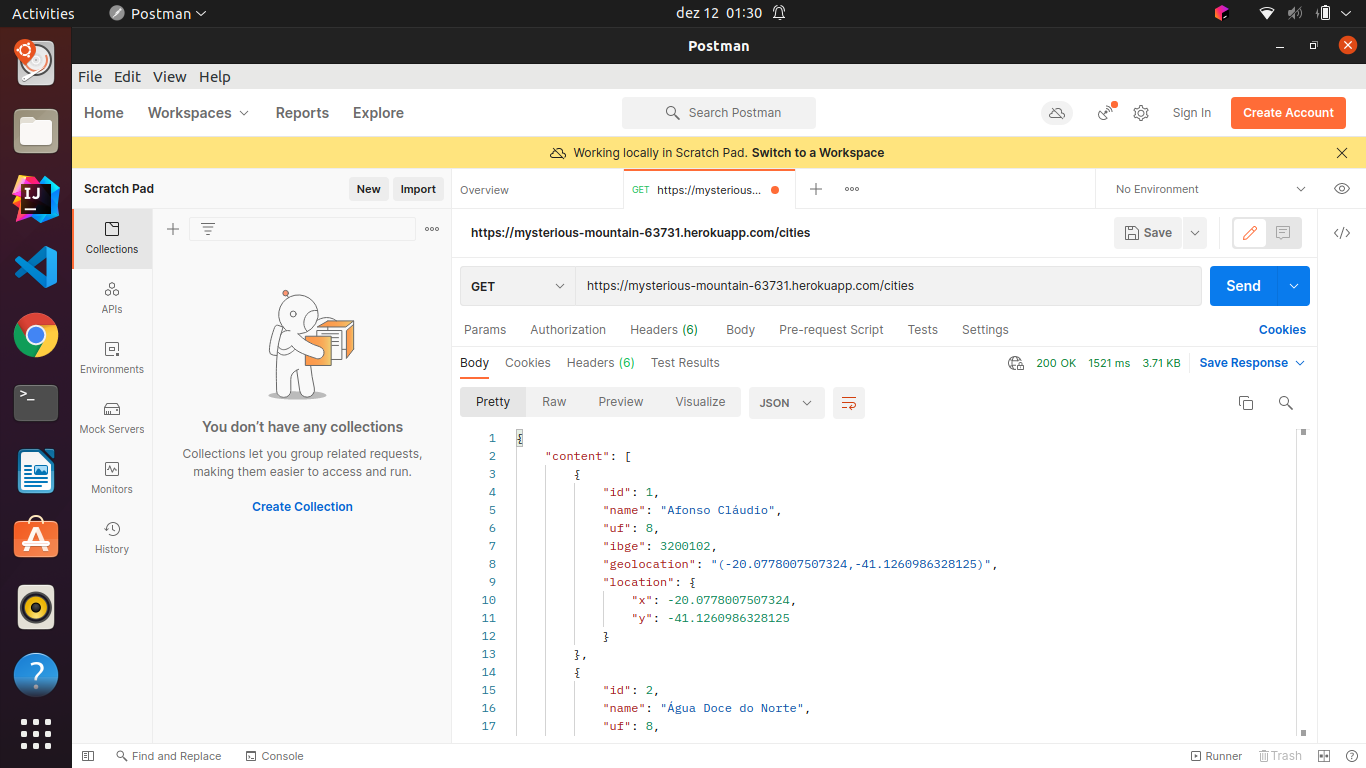 Activities Postman dez 12 01:30
Postman
File Edit View Help
Home Workspaces Reports Explore Search Postman Sign In Create Account
Working locally in Scratch Pad. Switch to a Workspace
Scratch Pad New Import Overview GET https://mysterious... No Environment
Collections
APIs
Environments
Mock Servers
Monitors
History
You don't have any collections
Collections let you group related requests,
making them easier to access and run.
Create Collection
https://mysterious-mountain-63731.herokuapp.com/cities Save
GET https://mysterious-mountain-63731.herokuapp.com/cities Send
Params Authorization Headers (6) Body Pre-request Script Tests Settings Cookies
Body Cookies Headers (6) Test Results 200 OK 1521 ms 3.71 KB Save Response
Pretty Raw Preview Visualize JSON
1 {
2 "content": [
3 {
4 "id": 1,
5 "name": "Afonso Cláudio",
6 "uf": 8,
7 "ibge": 3200102,
8 "geolocation": "(-20.0778007507324,-41.1260986328125)",
9 "location": {
10 "x": -20.0778007507324,
11 "y": -41.1260986328125
12 }
13 },
14 {
15 "id": 2,
16 "name": "Água Doce do Norte",
17 "uf": 8,
Find and Replace Console Runner Trash